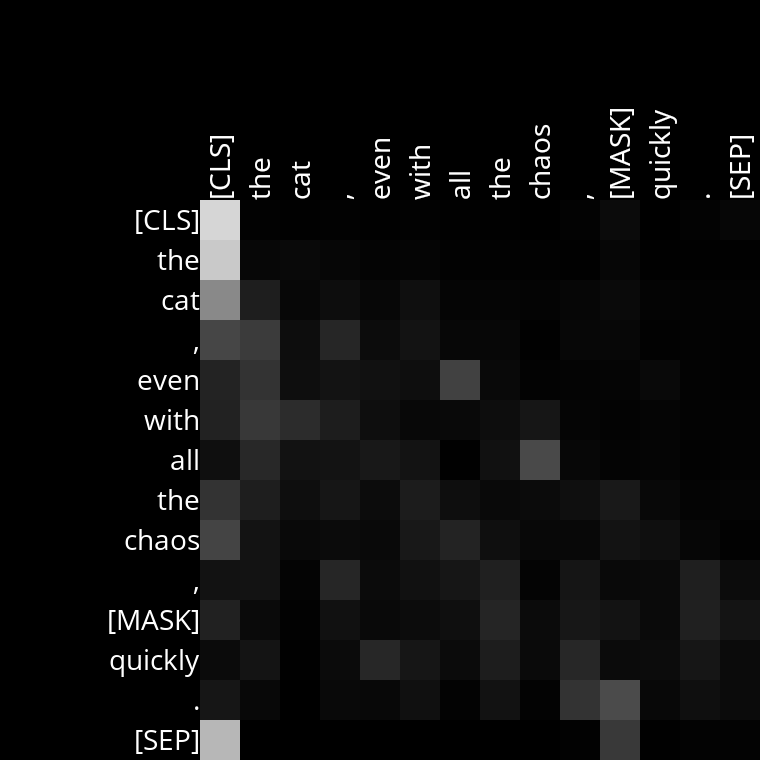 [CLS] the cat , even with all the chaos , [MASK] quickly . [SEP]
[CLS]
the
cat
,
even
with
all
the
chaos
,
[MASK]
quickly
.
[SEP]